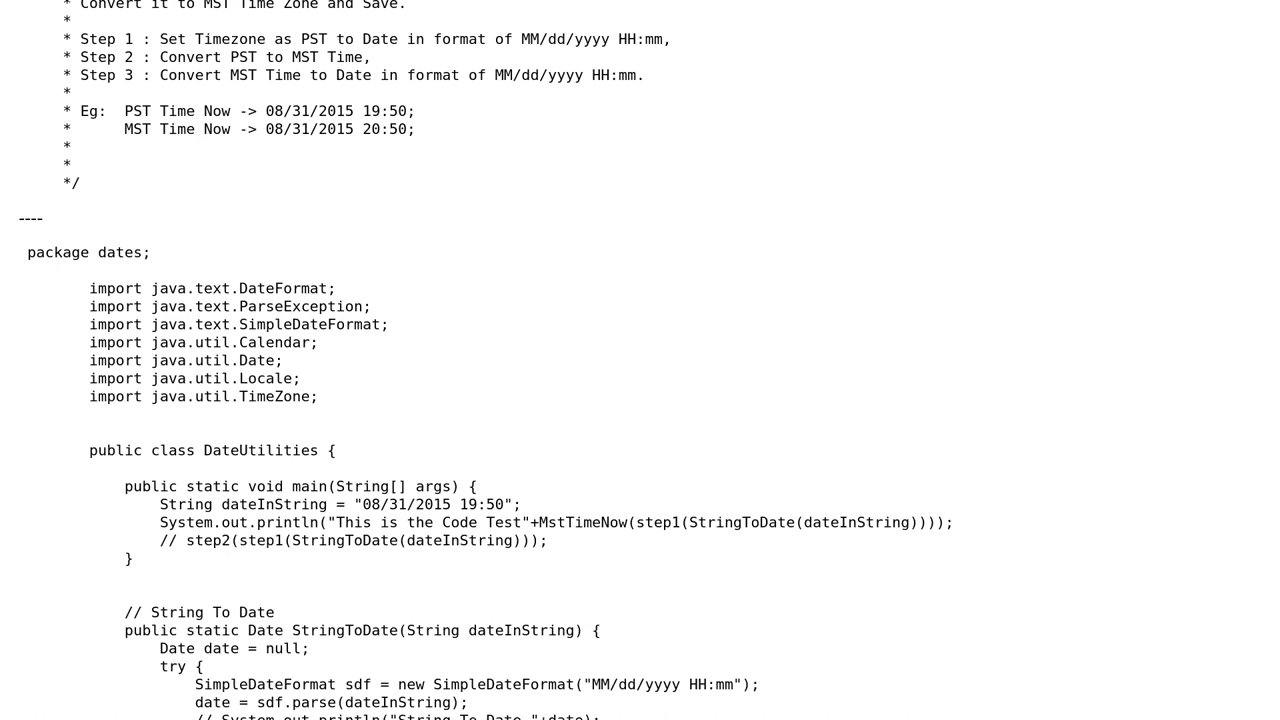 * Convert it to MST Time Zone and Save.
*
* Step 1 : Set Timezone as PST to Date in format of MM/dd/yyyy HH:mm,
* Step 2 : Convert PST to MST Time,
* Step 3 : Convert MST Time to Date in format of MM/dd/yyyy HH:mm.
*
* Eg:  PST Time Now -> 08/31/2015 19:50;
*      MST Time Now -> 08/31/2015 20:50;
*
*
*/
----
package dates;
import java.text.DateFormat;
import java.text.ParseException;
import java.text.SimpleDateFormat;
import java.util.Calendar;
import java.util.Date;
import java.util.Locale;
import java.util.TimeZone;
public class DateUtilities {
public static void main(String[] args) {
String dateInString = "08/31/2015 19:50";
System.out.println("This is the Code Test"+MstTimeNow(step1(StringToDate(dateInString))));
// step2(step1(StringToDate(dateInString)));
}
// String To Date
public static Date StringToDate(String dateInString) {
Date date = null;
try {
SimpleDateFormat sdf = new SimpleDateFormat("MM/dd/yyyy HH:mm");
date = sdf.parse(dateInString);
// System.out.println("String To Date "+date);